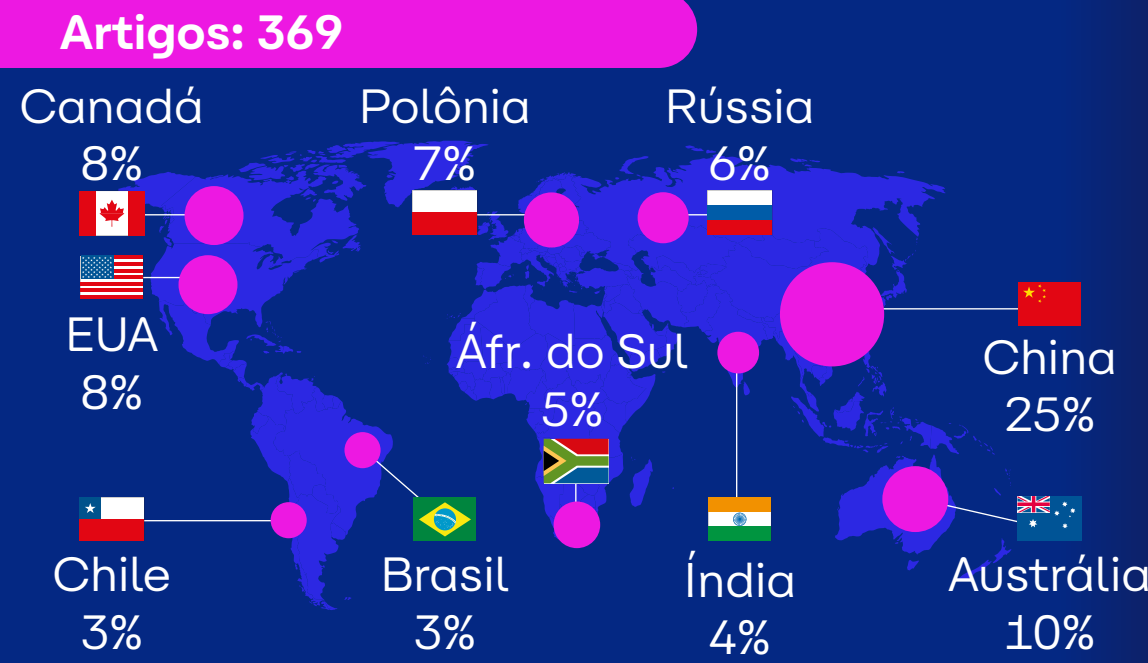 Artigos: 369
Canadá
8%
Polônia
7%
Rússia
6%
EUA
8%
Áfr. do Sul
5%
China
25%
Chile
3%
Brasil
3%
Índia
4%
Austrália
10%